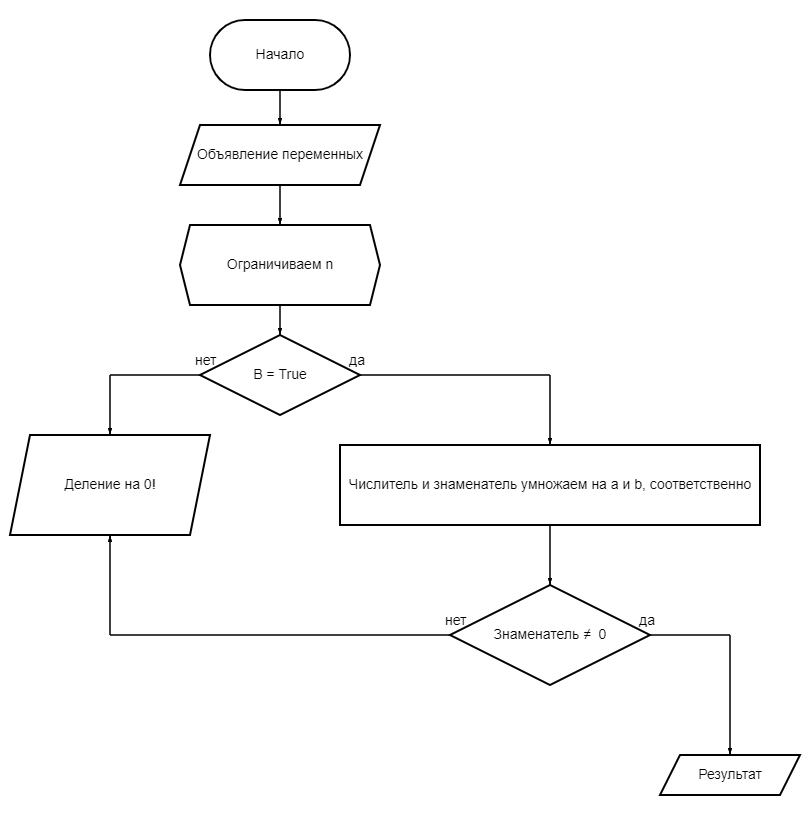 Начало
Объявление переменных
Ограничиваем n
нет
да
B = True
Деление на 0!
Числитель и знаменатель умножаем на a и b, соответственно
нет
да
Знаменатель ≠ 0
Результат